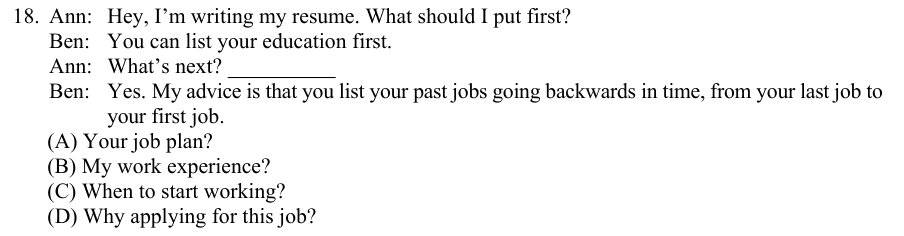 18. Ann: Hey, I’m writing my resume. What should I put first?
Ben: You can list your education first.
Ann: What’s next? __________
Ben: Yes. My advice is that you list your past jobs going backwards in time, from your last job to
your first job.
(A) Your job plan?
(B) My work experience?
(C) When to start working?
(D) Why applying for this job?